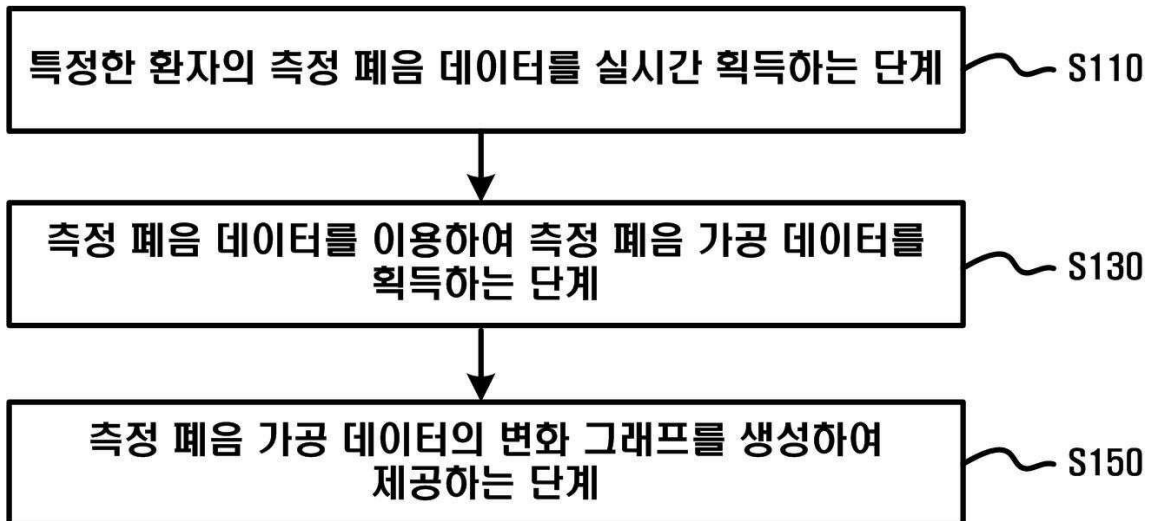 특정한 환자의 측정 폐음 데이터를 실시간 획득하는 단계
S110
측정 폐음 데이터를 이용하여 측정 폐음 가공 데이터를
획득하는 단계
S130
측정 폐음 가공 데이터의 변화 그래프를 생성하여
제공하는 단계
S150